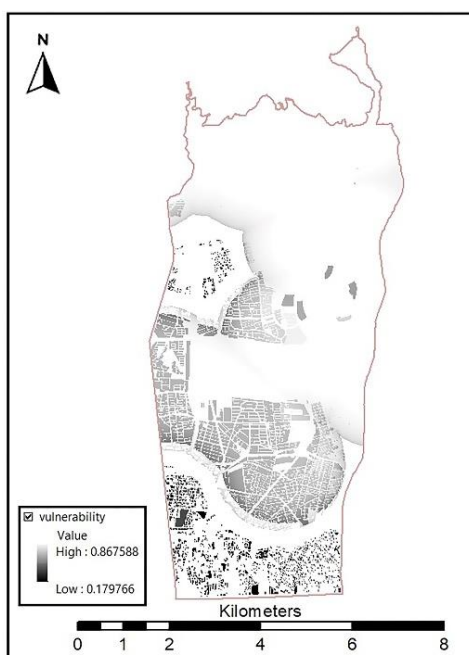 N
vulnerability
Value
High : 0.867588
Low : 0.179766
Kilometers
0 1 2 4 6 8